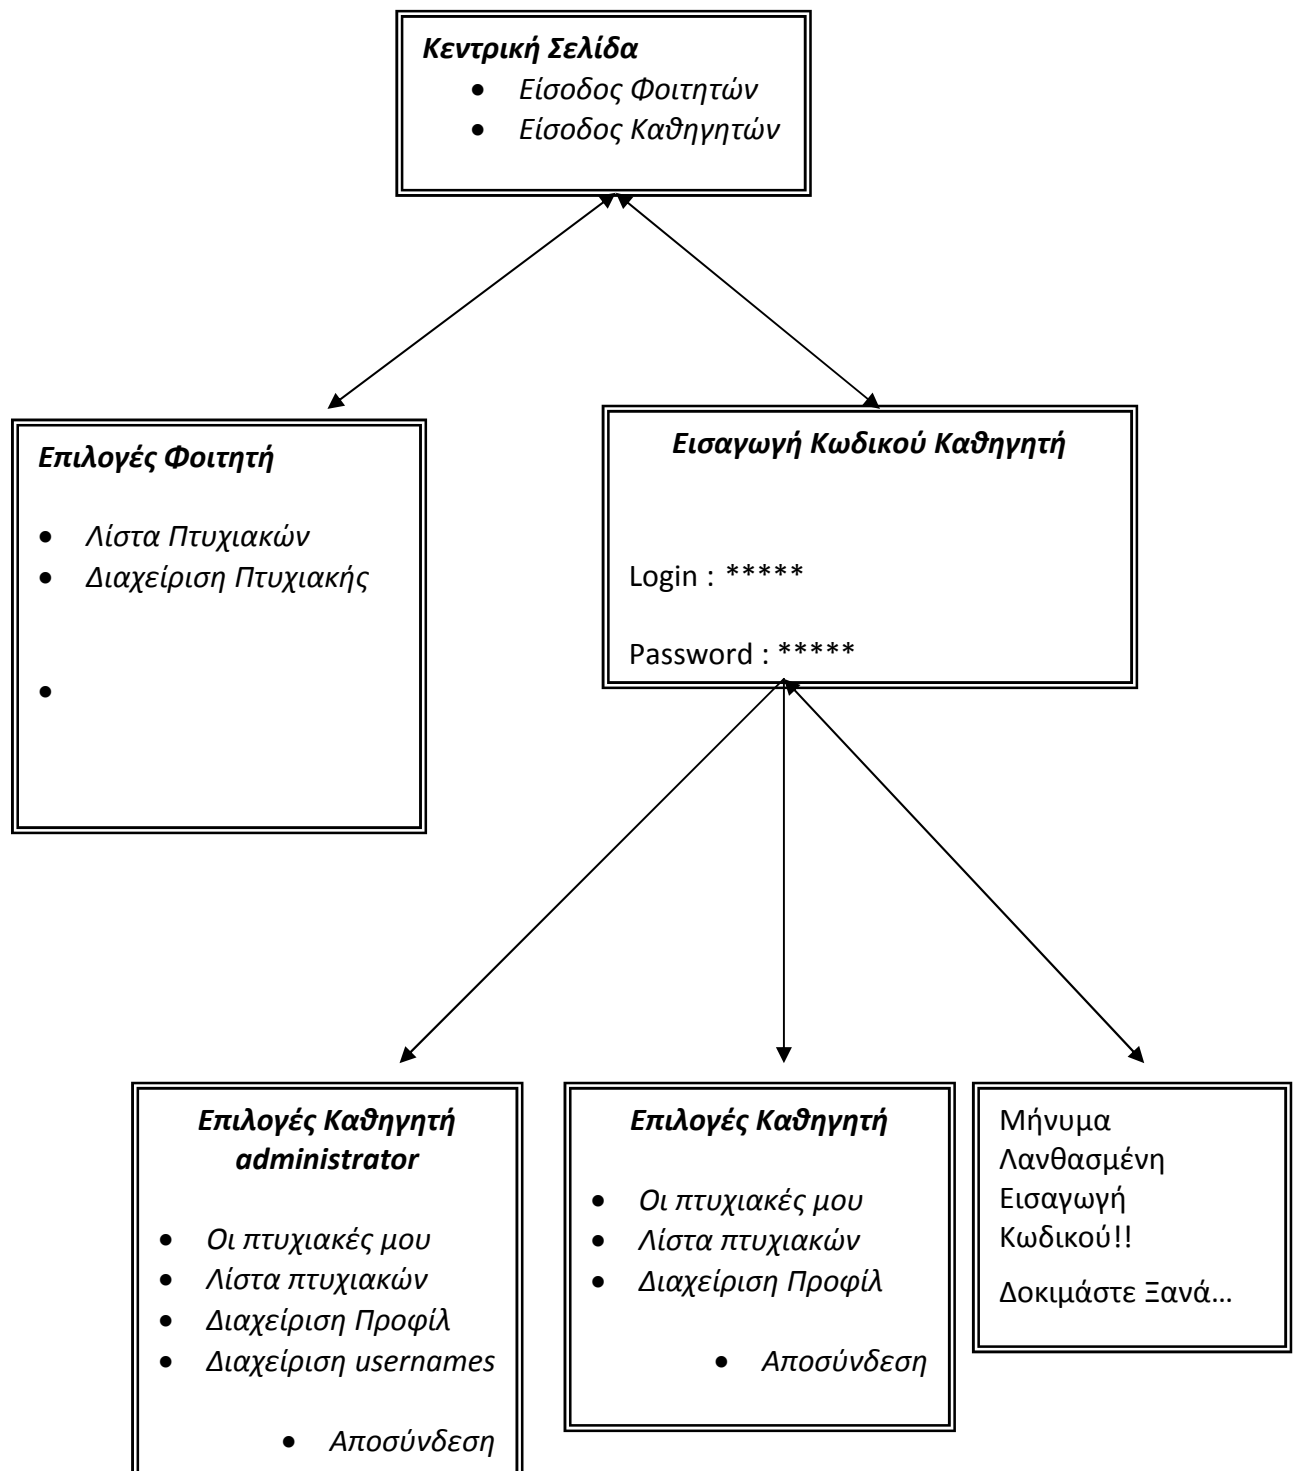 Κεντρική Σελίδα
• Είσοδος Φοιτητών
• Είσοδος Καθηγητών
Επιλογές Φοιτητή
• Λίστα Πτυχιακών
• Διαχείριση Πτυχιακής
•
Εισαγωγή Κωδικού Καθηγητή
Login : *****
Password : *****
Επιλογές Καθηγητή
administrator
• Οι πτυχιακές μου
• Λίστα πτυχιακών
• Διαχείριση Προφίλ
• Διαχείριση usernames
• Αποσύνδεση
Επιλογές Καθηγητή
• Οι πτυχιακές μου
• Λίστα πτυχιακών
• Διαχείριση Προφίλ
• Αποσύνδεση
Μήνυμα
Λανθασμένη
Εισαγωγή
Κωδικού!!
Δοκιμάστε Ξανά...